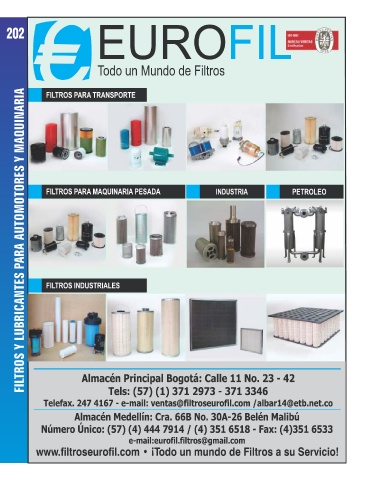 202
FILTROS Y LUBRICANTES PARA AUTOMOTORES Y MAQUINARIA
EUROFIL
Todo un Mundo de Filtros
BUREAU VERITAS
FILTROS PARA TRANSPORTE
FILTROS PARA MAQUINARIA PESADA
INDUSTRIA
PETROLEO
FILTROS INDUSTRIALES
Almacén Principal Bogotá: Calle 11 No. 23 - 42
Tels: (57) (1) 371 2973 - 371 3346
Telefax. 247 4167 - e-mail: ventas@filtroseurofil.com /albar14@etb.net.co
Almacén Medellín: Cra. 66B No. 30A-26 Belén Malibú
Número Único: (57) (4) 444 7914 / (4) 351 6518 - Fax: (4)351 6533
e-mail:eurofil.filtros@gmail.com
www.filtroseurofil.com • ¡Todo un mundo de Filtros a su Servicio!